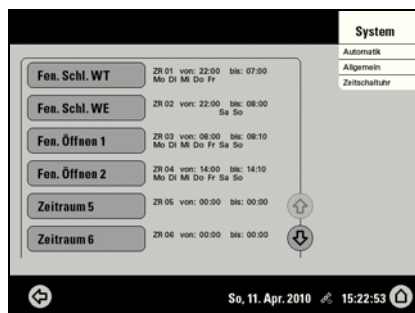 System
Automatik
Allgemein
Zeitschaltuhr
Fen. Schl. WT
ZR 01 von: 22:00 bis: 07:00
Mo Di Mi Do Fr
Fen. Schl. WE
ZR 02 von: 22:00 bis: 08:00
Sa So
Fen. Öffnen 1
ZR 03 von: 08:00 bis: 08:10
Mo Di Mi Do Fr Sa So
Fen. Öffnen 2
ZR 04 von: 14:00 bis: 14:10
Mo Di Mi Do Fr Sa So
Zeitraum 5
ZR 05 von: 00:00 bis: 00:00
Zeitraum 6
ZR 06 von: 00:00 bis: 00:00
So, 11. Apr. 2010 15:22:53